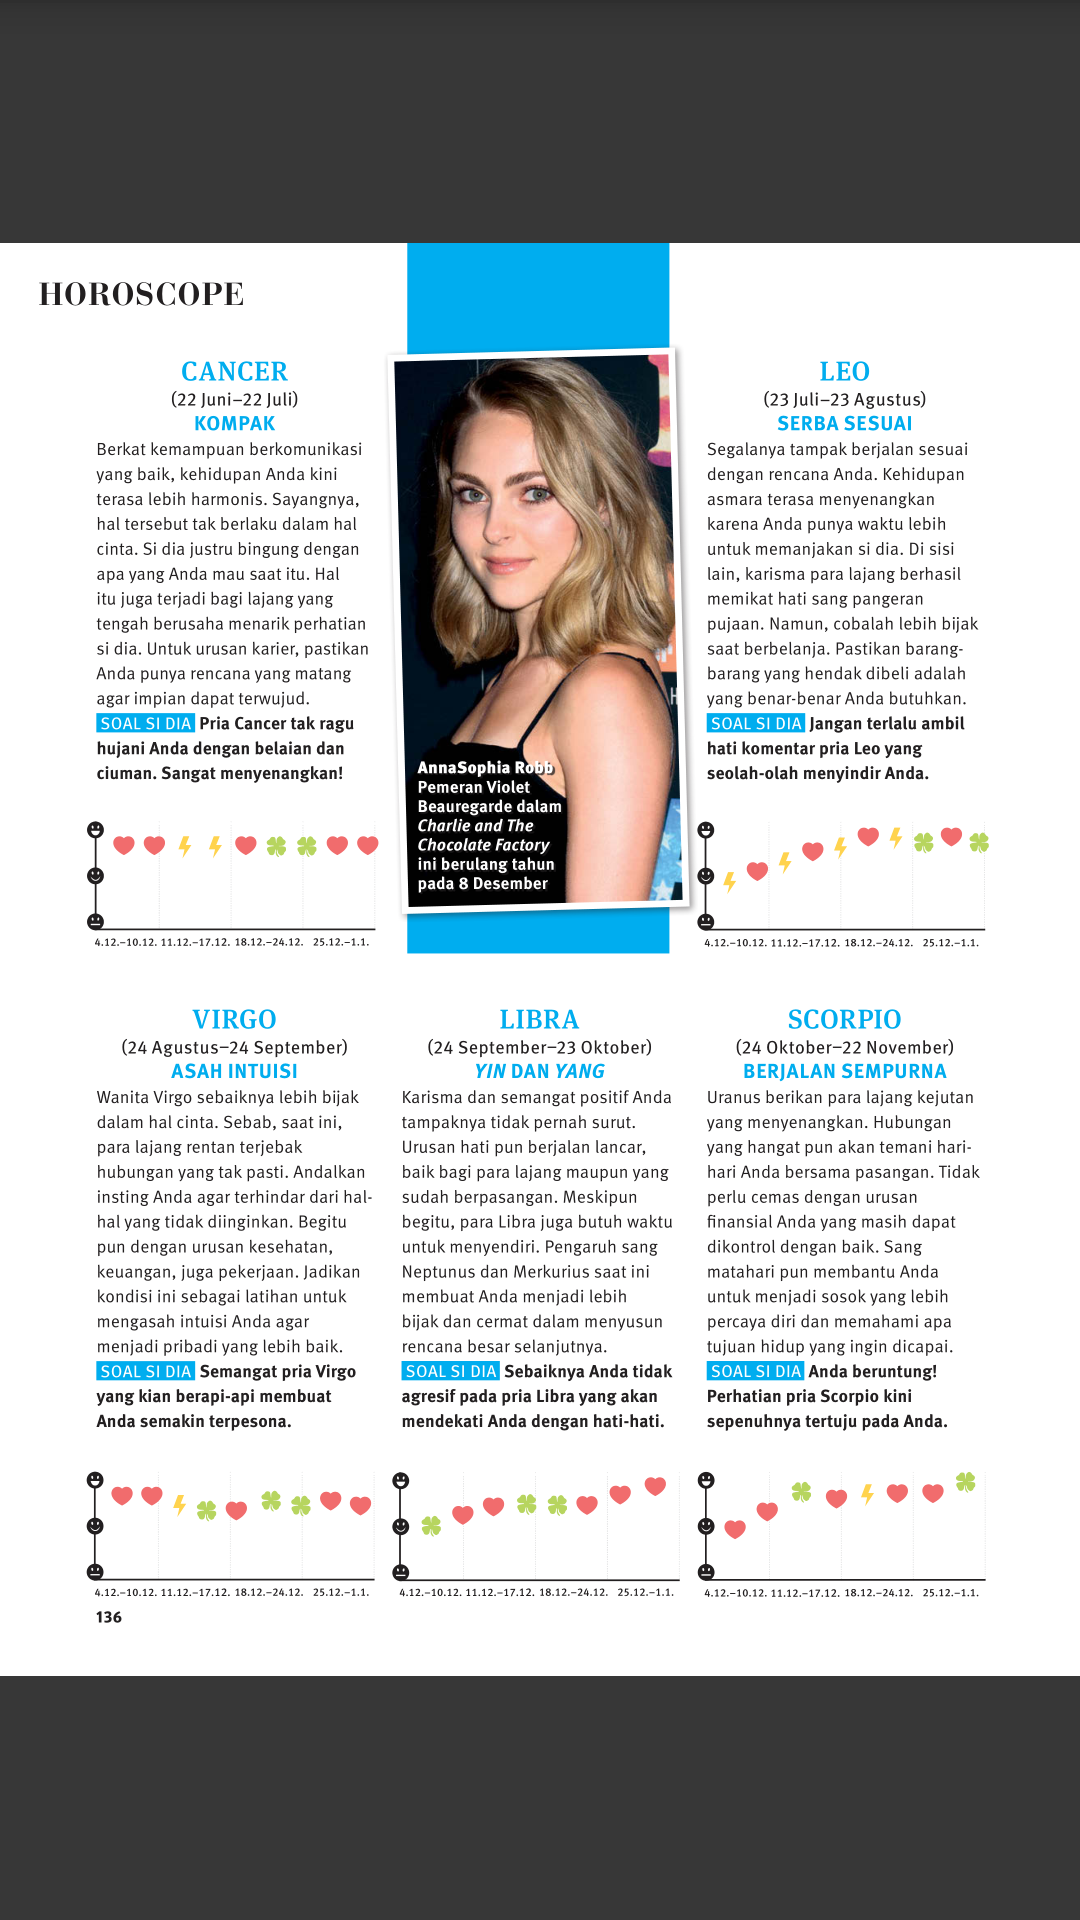 HOROSCOPE
CANCER
(22 Juni–22 Juli)
KOMPAK
Berkat kemampuan berkomunikasi
yang baik, kehidupan Anda kini
terasa lebih harmonis. Sayangnya,
hal tersebut tak berlaku dalam hal
cinta. Si dia justru bingung dengan
apa yang Anda mau saat itu. Hal
itu juga terjadi bagi lajang yang
tengah berusaha menarik perhatian
si dia. Untuk urusan karier, pastikan
Anda punya rencana yang matang
agar impian dapat terwujud.
SOAL SI DIA Pria Cancer tak ragu
hujani Anda dengan belaian dan
ciuman. Sangat menyenangkan!
4.12.–10.12. 11.12.–17.12. 18.12.–24.12. 25.12.–1.1.
AnnaSophia Robb
Pemeran Violet
Beauregarde dalam
Charlie and The
Chocolate Factory
ini berulang tahun
pada 8 Desember
LEO
(23 Juli–23 Agustus)
SERBA SESUAI
Segalanya tampak berjalan sesuai
dengan rencana Anda. Kehidupan
asmara terasa menyenangkan
karena Anda punya waktu lebih
untuk memanjakan si dia. Di sisi
lain, karisma para lajang berhasil
memikat hati sang pangeran
pujaan. Namun, cobalah lebih bijak
saat berbelanja. Pastikan barang-
barang yang hendak dibeli adalah
yang benar-benar Anda butuhkan.
SOAL SI DIA Jangan terlalu ambil
hati komentar pria Leo yang
seolah-olah menyindir Anda.
4.12.–10.12. 11.12.–17.12. 18.12.–24.12. 25.12.–1.1.
VIRGO
(24 Agustus–24 September)
ASAH INTUISI
Wanita Virgo sebaiknya lebih bijak
dalam hal cinta. Sebab, saat ini,
para lajang rentan terjebak
hubungan yang tak pasti. Andalkan
insting Anda agar terhindar dari hal-
hal yang tidak diinginkan. Begitu
pun dengan urusan kesehatan,
keuangan, juga pekerjaan. Jadikan
kondisi ini sebagai latihan untuk
mengasah intuisi Anda agar
menjadi pribadi yang lebih baik.
SOAL SI DIA Semangat pria Virgo
yang kian berapi-api membuat
Anda semakin terpesona.
4.12.–10.12. 11.12.–17.12. 18.12.–24.12. 25.12.–1.1.
LIBRA
(24 September–23 Oktober)
YIN DAN YANG
Karisma dan semangat positif Anda
tampaknya tidak pernah surut.
Urusan hati pun berjalan lancar,
baik bagi para lajang maupun yang
sudah berpasangan. Meskipun
begitu, para Libra juga butuh waktu
untuk menyendiri. Pengaruh sang
Neptunus dan Merkurius saat ini
membuat Anda menjadi lebih
bijak dan cermat dalam menyusun
rencana besar selanjutnya.
SOAL SI DIA Sebaiknya Anda tidak
agresif pada pria Libra yang akan
mendekati Anda dengan hati-hati.
4.12.–10.12. 11.12.–17.12. 18.12.–24.12. 25.12.–1.1.
SCORPIO
(24 Oktober–22 November)
BERJALAN SEMPURNA
Uranus berikan para lajang kejutan
yang menyenangkan. Hubungan
yang hangat pun akan temani hari-
hari Anda bersama pasangan. Tidak
perlu cemas dengan urusan
finansial Anda yang masih dapat
dikontrol dengan baik. Sang
matahari pun membantu Anda
untuk menjadi sosok yang lebih
percaya diri dan memahami apa
tujuan hidup yang ingin dicapai.
SOAL SI DIA Anda beruntung!
Perhatian pria Scorpio kini
sepenuhnya tertuju pada Anda.
4.12.–10.12. 11.12.–17.12. 18.12.–24.12. 25.12.–1.1.
136